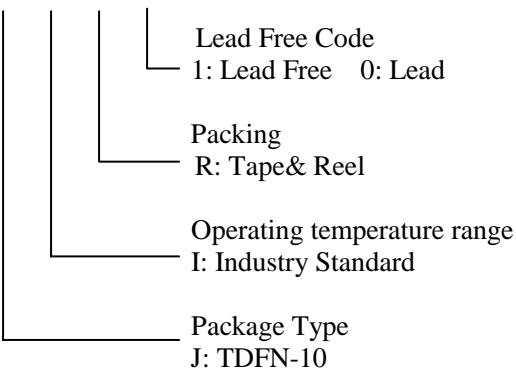 Lead Free Code
1: Lead Free 0: Lead
Packing
R: Tape& Reel
Operating temperature range
I: Industry Standard
Package Type
J: TDFN-10